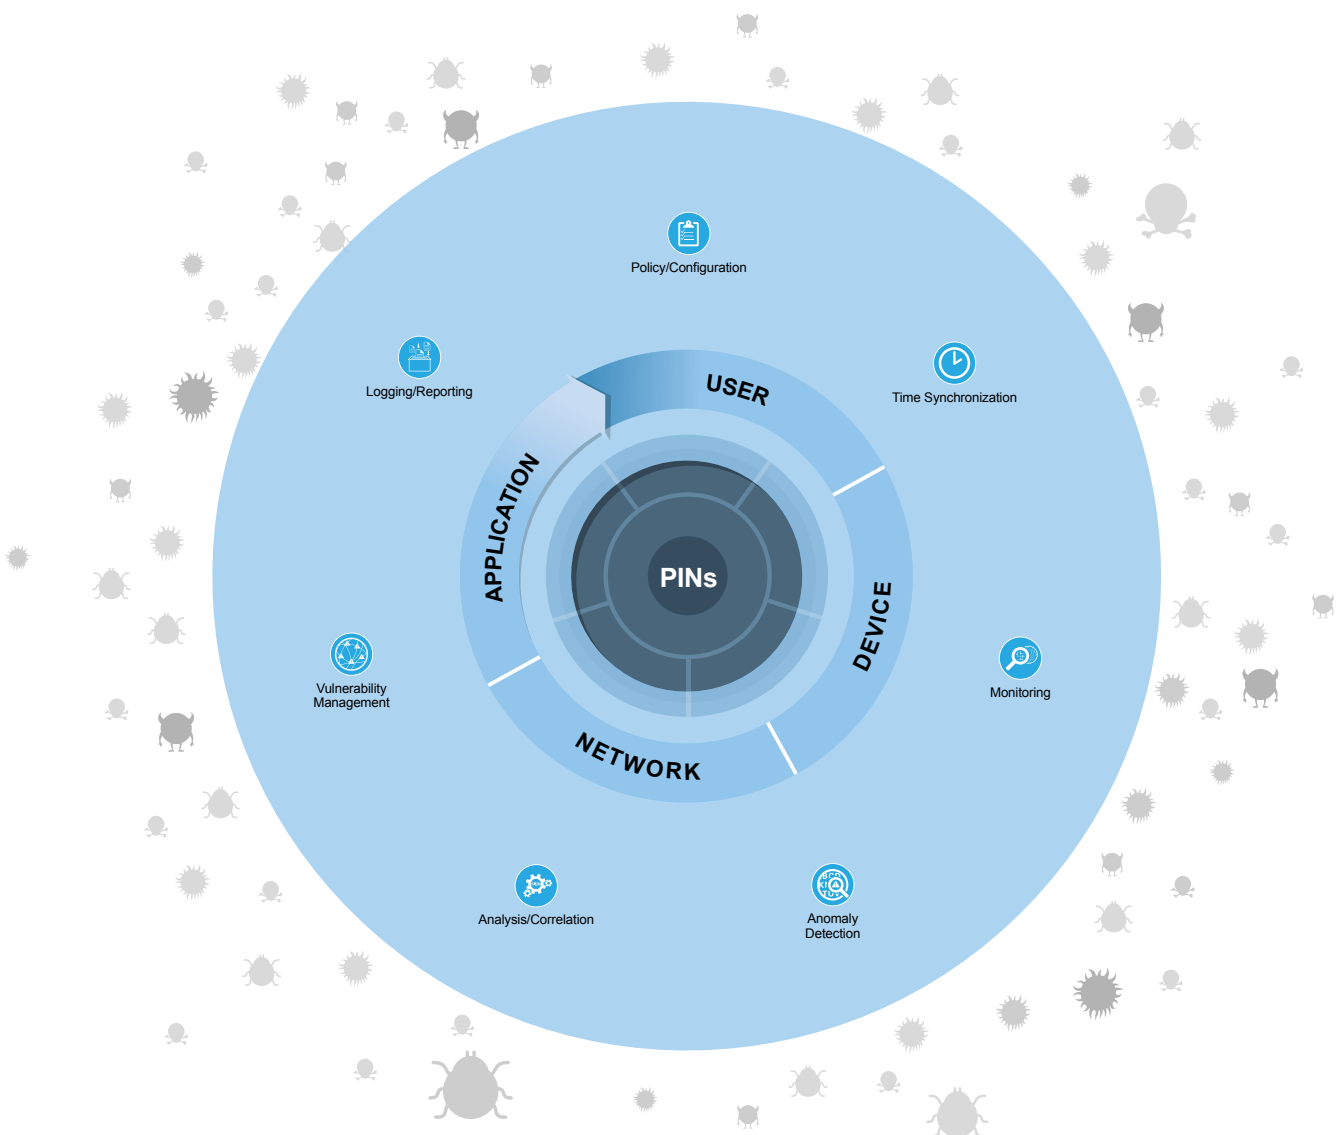 Policy/Configuration
Time Synchronization
Logging/Reporting
USER
APPLICATION
PINs
DEVICE
Monitoring
Vulnerability
Management
NETWORK
Analysis/Correlation
Anomaly
Detection